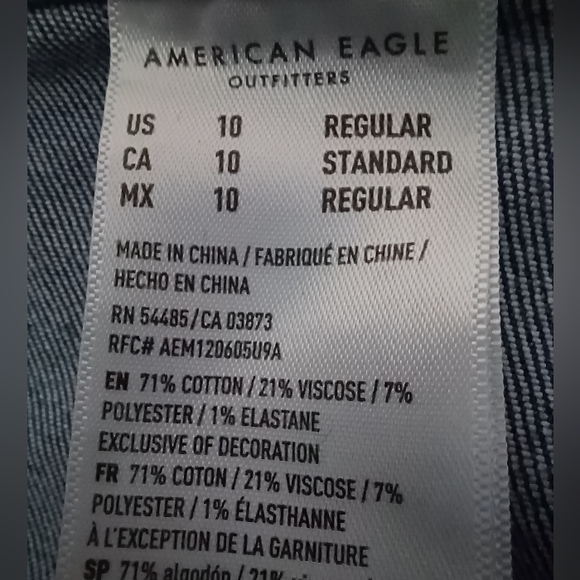 AMERICAN EAGLE
OUTFITTERS
US 10 REGULAR
CA 10 STANDARD
MX 10 REGULAR
MADE IN CHINA / FABRIQUÉ EN CHINE /
HECHO EN CHINA
RN 54485/CA 03873
RFC# AEM120605U9A
EN 71% COTTON / 21% VISCOSE / 7%
POLYESTER / 1% ELASTANE
EXCLUSIVE OF DECORATION
FR 71% COTON / 21% VISCOSE / 7%
POLYESTER / 1% ÉLASTHANNE
À L'EXCEPTION DE LA GARNITURE
SP 71% algodón / 21%